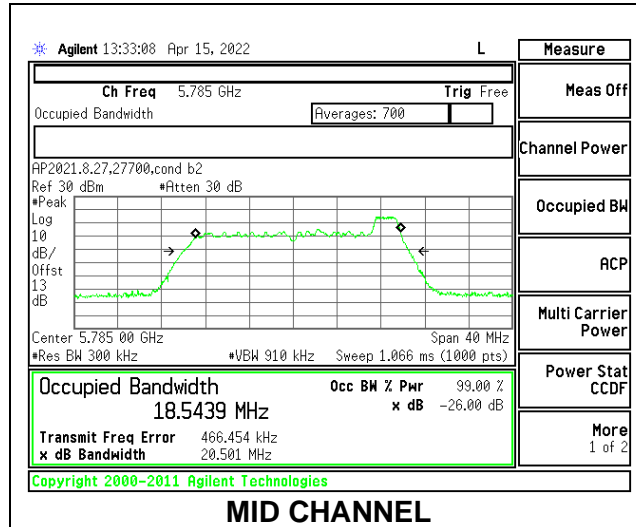 Agilent 13:33:08 Apr 15, 2022 L
Measure
Ch Freq 5.785 GHz Trig Free
Occupied Bandwidth Averages: 700
Meas Off
Channel Power
AP2021.8.27,27700,cond b2
Ref 30 dBm #Atten 30 dB
#Peak
Log
10
dB/
Offst
13
dB
Occupied BW
ACP
Multi Carrier
Power
Center 5.785 00 GHz Span 40 MHz
#Res BW 300 kHz #VBW 910 kHz Sweep 1.066 ms (1000 pts)
Occupied Bandwidth Occ BW % Pwr 99.00 %
18.5439 MHz x dB -26.00 dB
Transmit Freq Error 466.454 kHz
x dB Bandwidth 20.501 MHz
Power Stat
CCDF
More
1 of 2
Copyright 2000-2011 Agilent Technologies
MID CHANNEL